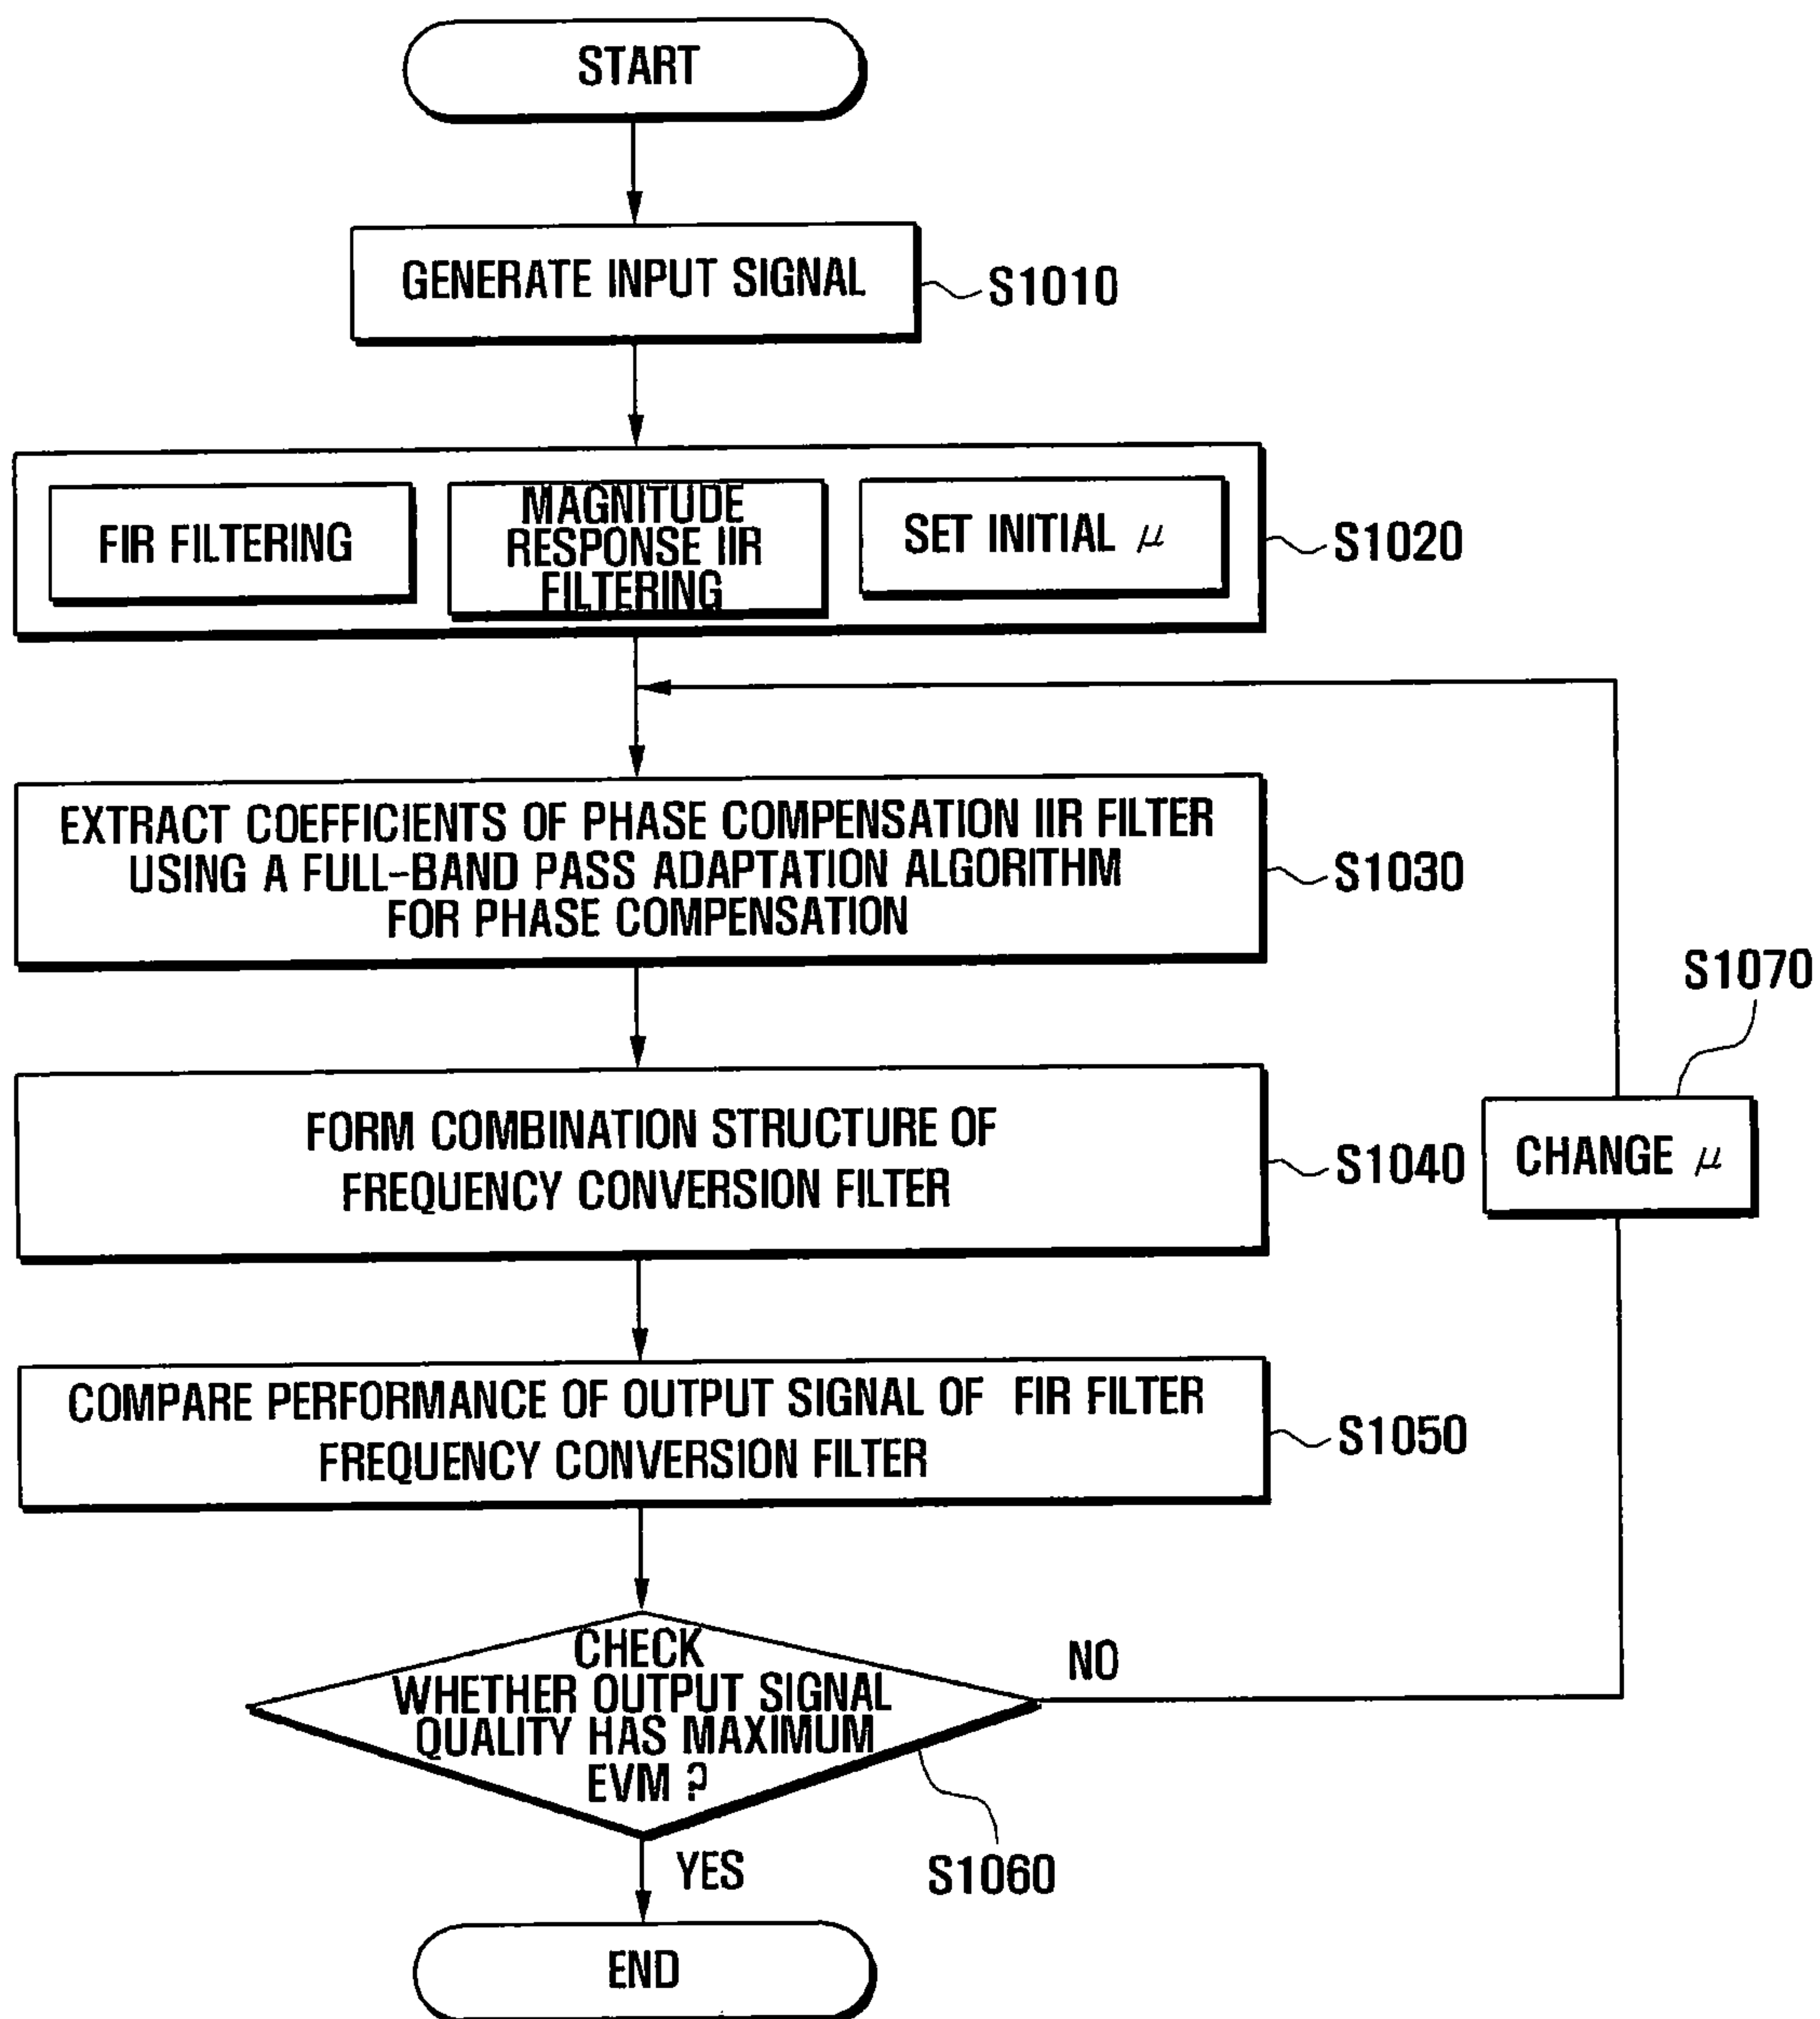 START
GENERATE INPUT SIGNAL
S1010
FIR FILTERING
MAGNITUDE
RESPONSE IIR
FILTERING
SET INITIAL μ
S1020
EXTRACT COEFFICIENTS OF PHASE COMPENSATION IIR FILTER
USING A FULL-BAND PASS ADAPTATION ALGORITHM
FOR PHASE COMPENSATION
S1030
S1070
FORM COMBINATION STRUCTURE OF
FREQUENCY CONVERSION FILTER
S1040
CHANGE μ
COMPARE PERFORMANCE OF OUTPUT SIGNAL OF FIR FILTER
FREQUENCY CONVERSION FILTER
S1050
CHECK
WHETHER OUTPUT SIGNAL
QUALITY HAS MAXIMUM
EVM ?
NO
YES
S1060
END